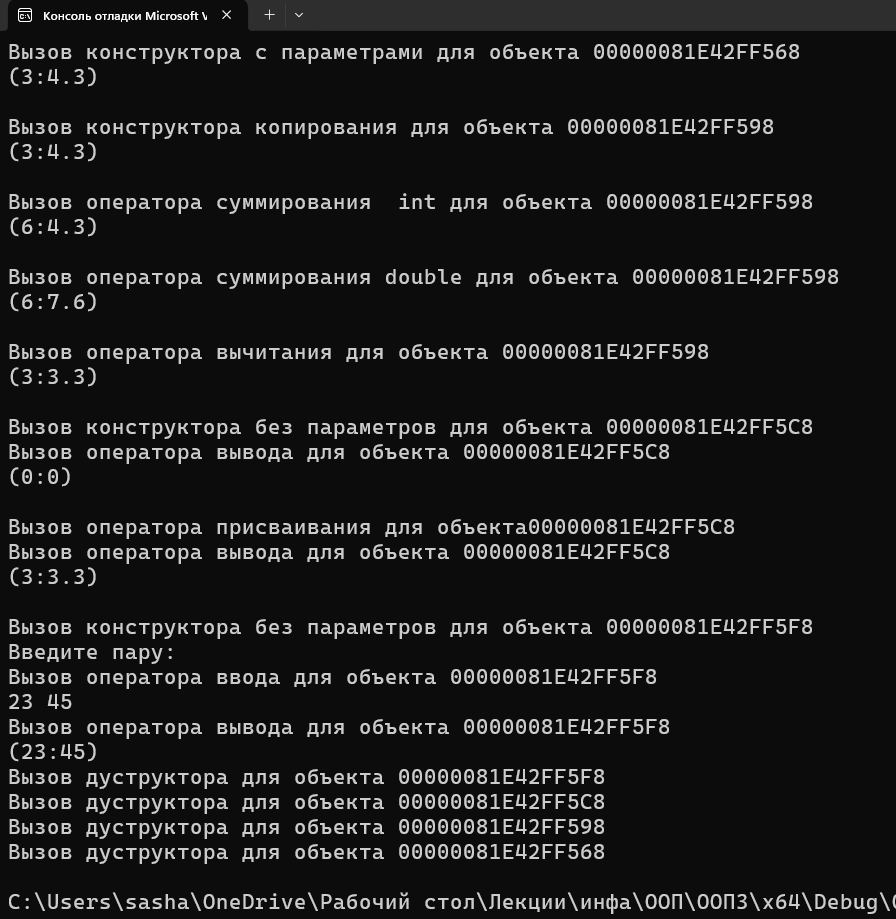 Консоль отладки Microsoft V
Вызов конструктора с параметрами для объекта 00000081E42FF568
(3:4.3)
Вызов конструктора копирования для объекта 00000081E42FF598
(3:4.3)
Вызов оператора суммирования  int для объекта 00000081E42FF598
(6:4.3)
Вызов оператора суммирования double для объекта 00000081E42FF598
(6:7.6)
Вызов оператора вычитания для объекта 00000081E42FF598
(3:3.3)
Вызов конструктора без параметров для объекта 00000081E42FF5C8
Вызов оператора вывода для объекта 00000081E42FF5C8
(0:0)
Вызов оператора присваивания для объекта00000081E42FF5C8
Вызов оператора вывода для объекта 00000081E42FF5C8
(3:3.3)
Вызов конструктора без параметров для объекта 00000081E42FF5F8
Введите пару:
Вызов оператора ввода для объекта 00000081E42FF5F8
23 45
Вызов оператора вывода для объекта 00000081E42FF5F8
(23:45)
Вызов дуструктора для объекта 00000081E42FF5F8
Вызов дуструктора для объекта 00000081E42FF5C8
Вызов дуструктора для объекта 00000081E42FF598
Вызов дуструктора для объекта 00000081E42FF568
C:\Users\sasha\OneDrive\Рабочий стол\Лекции\инфа\ООП\ООП3\x64\Debug\